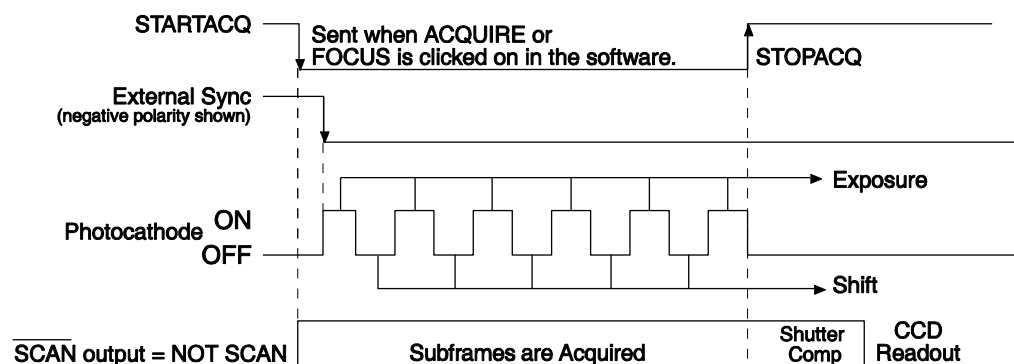 STARTACQ
Sent when ACQUIRE or
FOCUS is clicked on in the software.
STOPACQ
External Sync
(negative polarity shown)
Exposure
Photocathode ON
OFF
Shift
SCAN output = NOT SCAN
Subframes are Acquired
Shutter
Comp
CCD
Readout